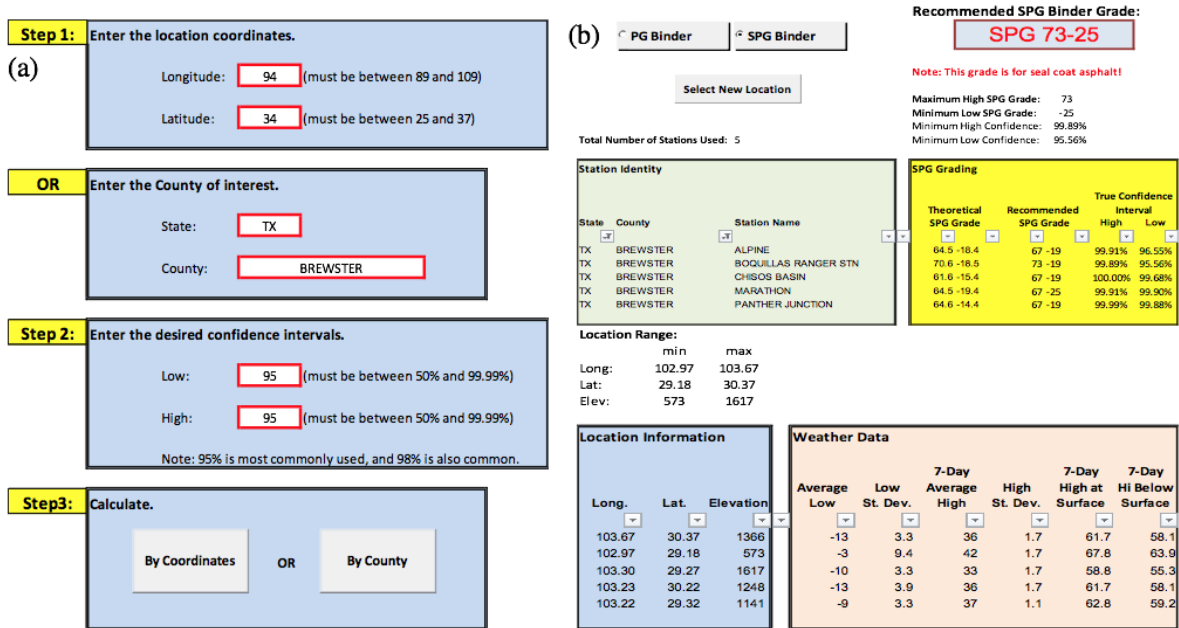 Step 1:
Enter the location coordinates.
(a)
Longitude: 94 (must be between 89 and 109)
Latitude: 34 (must be between 25 and 37)
OR
Enter the County of interest.
State: TX
County: BREWSTER
Step 2:
Enter the desired confidence intervals.
Low: 95 (must be between 50% and 99.99%)
High: 95 (must be between 50% and 99.99%)
Note: 95% is most commonly used, and 98% is also common.
Step3:
Calculate.
By Coordinates OR By County
(b)
PG Binder SPG Binder
Select New Location
Total Number of Stations Used: 5
Recommended SPG Binder Grade:
SPG 73-25
Note: This grade is for seal coat asphalt!
Maximum High SPG Grade: 73
Minimum Low SPG Grade: -25
Minimum High Confidence: 99.89%
Minimum Low Confidence: 95.56%
Station Identity
State County Station Name
TX BREWSTER ALPINE
TX BREWSTER BOQUILLAS RANGER STN
TX BREWSTER CHISOS BASIN
TX BREWSTER MARATHON
TX BREWSTER PANTHER JUNCTION
SPG Grading
True Confidence
Theoretical Recommended Interval
SPG Grade SPG Grade High Low
64.5 -18.4 67 -19 99.91% 96.55%
70.6 -18.5 73 -19 99.89% 95.56%
61.6 -15.4 67 -19 100.00% 99.68%
64.5 -19.4 67 -25 99.91% 99.90%
64.6 -14.4 67 -19 99.99% 99.88%
Location Range:
min max
Long: 102.97 103.67
Lat: 29.18 30.37
Elev: 573 1617
Location Information
Long. Lat. Elevation
103.67 30.37 1366
102.97 29.18 573
103.30 29.27 1617
103.23 30.22 1248
103.22 29.32 1141
Weather Data
7-Day 7-Day 7-Day
Average Low Average High High at Hi Below
Low St. Dev. High St. Dev. Surface Surface
-13 3.3 36 1.7 61.7 58.1
-3 9.4 42 1.7 67.8 63.9
-10 3.3 33 1.7 58.8 55.3
-13 3.9 36 1.7 61.7 58.1
-9 3.3 37 1.1 62.8 59.2